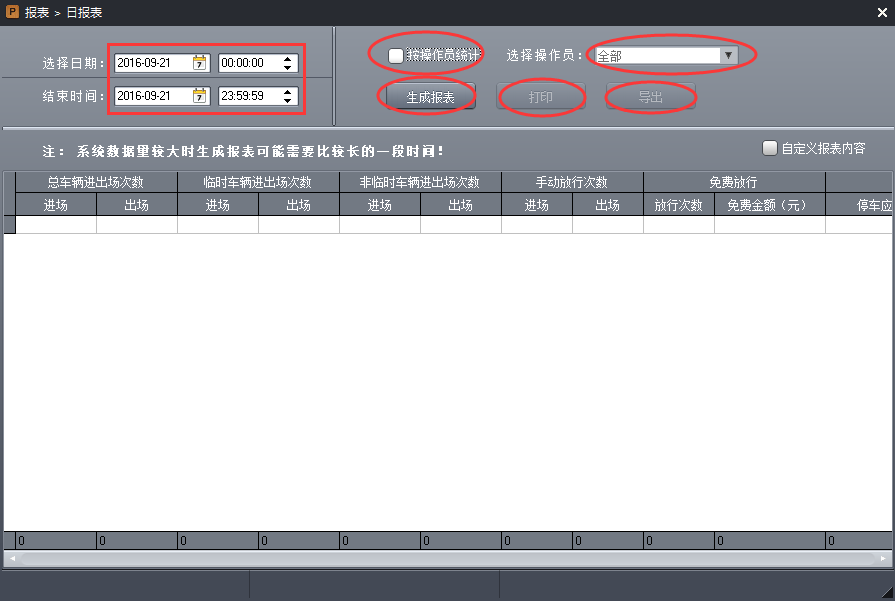 P 报表 > 日报表
选择日期： 2016-09-21 7 00:00:00
按操作员统计 选择操作员： 全部
结束时间： 2016-09-21 7 23:59:59
生成报表 打印 导出
注： 系统数据量较大时生成报表可能需要比较长的一段时间！ 自定义报表内容
总车辆进出场次数 临时车辆进出场次数 非临时车辆进出场次数 手动放行次数 免费放行
进场 出场 进场 出场 进场 出场 进场 出场 放行次数 免费金额（元） 停车应
0 0 0 0 0 0 0 0 0 0 0